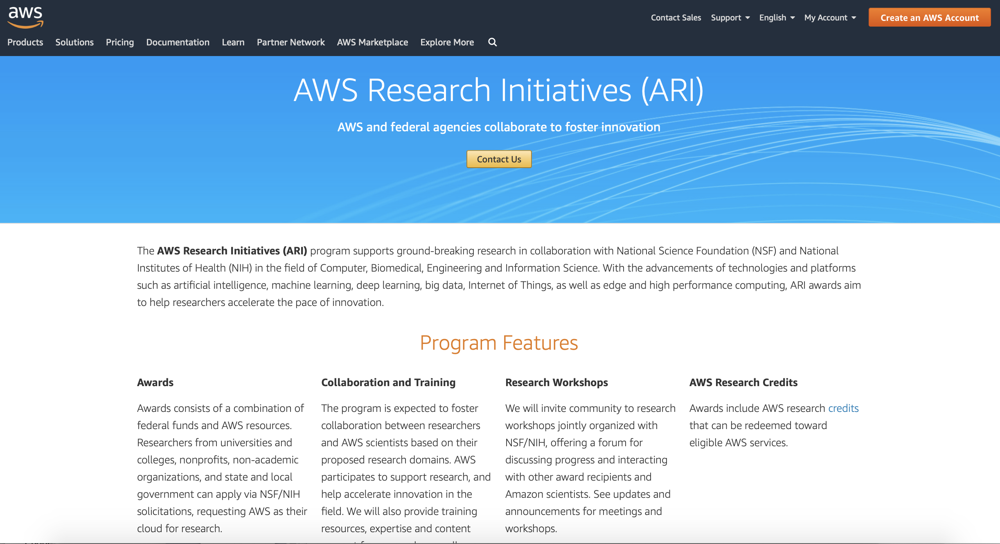 aws
Contact Sales Support English My Account Create an AWS Account
Products Solutions Pricing Documentation Learn Partner Network AWS Marketplace Explore More
AWS Research Initiatives (ARI)
AWS and federal agencies collaborate to foster innovation
Contact Us
The AWS Research Initiatives (ARI) program supports ground-breaking research in collaboration with National Science Foundation (NSF) and National
Institutes of Health (NIH) in the field of Computer, Biomedical, Engineering and Information Science. With the advancements of technologies and platforms
such as artificial intelligence, machine learning, deep learning, big data, Internet of Things, as well as edge and high performance computing, ARI awards aim
to help researchers accelerate the pace of innovation.
Program Features
Awards
Awards consists of a combination of
federal funds and AWS resources.
Researchers from universities and
colleges, nonprofits, non-academic
organizations, and state and local
government can apply via NSF/NIH
solicitations, requesting AWS as their
cloud for research.
Collaboration and Training
The program is expected to foster
collaboration between researchers
and AWS scientists based on their
proposed research domains. AWS
participates to support research, and
help accelerate innovation in the
field. We will also provide training
resources, expertise and content
Research Workshops
We will invite community to research
workshops jointly organized with
NSF/NIH, offering a forum for
discussing progress and interacting
with other award recipients and
Amazon scientists. See updates and
announcements for meetings and
workshops.
AWS Research Credits
Awards include AWS research credits
that can be redeemed toward
eligible AWS services.